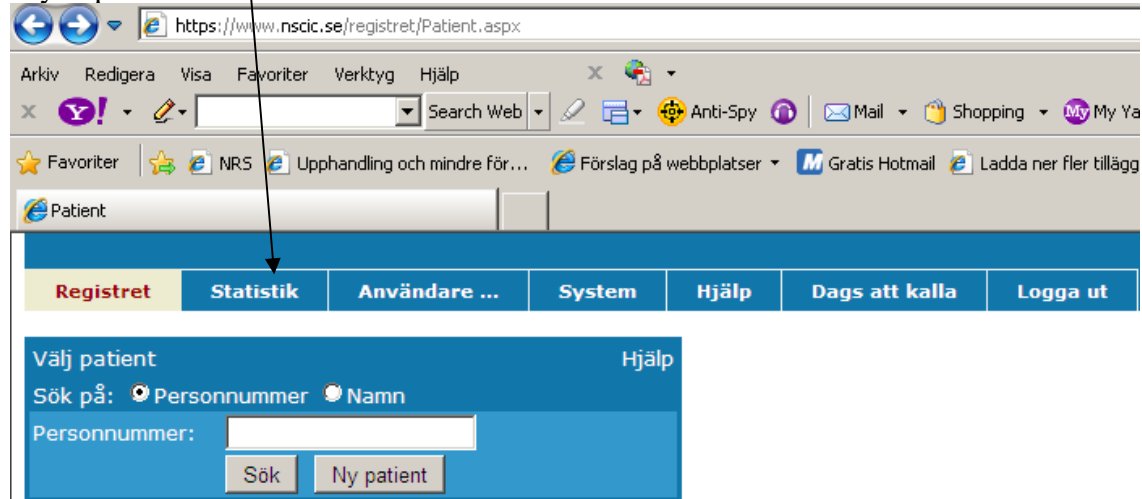 https://www.nscic.se/registret/Patient.aspx
Arkiv Redigera Visa Favoriter Verktyg Hjälp
Y! Search Web Anti-Spy Mail Shopping My Ya
Favoriter NRS Upphandling och mindre för... Förslag på webbplatser Gratis Hotmail Ladda ner fler tillägg
Patient
Registret Statistik Användare ... System Hjälp Dags att kalla Logga ut
Välj patient Hjälp
Sök på: Personnummer Namn
Personnummer:
Sök Ny patient